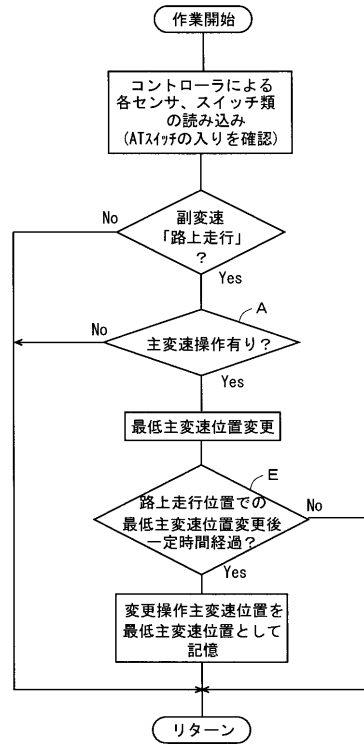 作業開始
コントローラによる
各センサ、スイッチ類
の読み込み
(ATスイッチの入りを確認)
副変速
「路上走行」
?
No
Yes
A
主変速操作有り?
No
Yes
最低主変速位置変更
E
路上走行位置での
最低主変速位置変更後
一定時間経過?
No
Yes
変更操作主変速位置を
最低主変速位置として
記憶
リターン